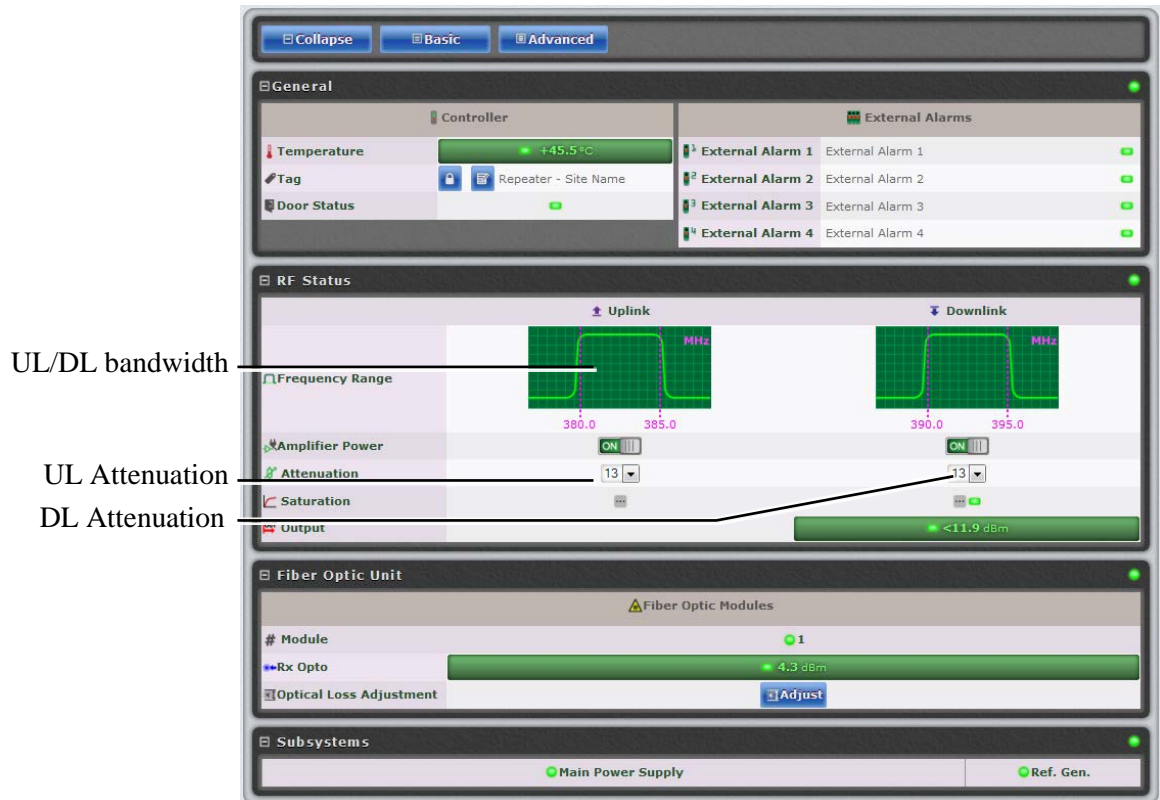 Collapse Basic Advanced
General
Controller External Alarms
Temperature +45.5°C 1 External Alarm 1 External Alarm 1
Tag Repeater - Site Name 2 External Alarm 2 External Alarm 2
Door Status 3 External Alarm 3 External Alarm 3
4 External Alarm 4 External Alarm 4
RF Status
Uplink Downlink
MHz MHz
UL/DL bandwidth
Frequency Range
380.0 385.0 390.0 395.0
Amplifier Power ON ON
UL Attenuation
Attenuation 13 13
Saturation
DL Attenuation
Output <11.9 dBm
Fiber Optic Unit
Fiber Optic Modules
# Module 1
Rx Opto 4.3 dBm
Optical Loss Adjustment Adjust
Subsystems
Main Power Supply Ref. Gen.